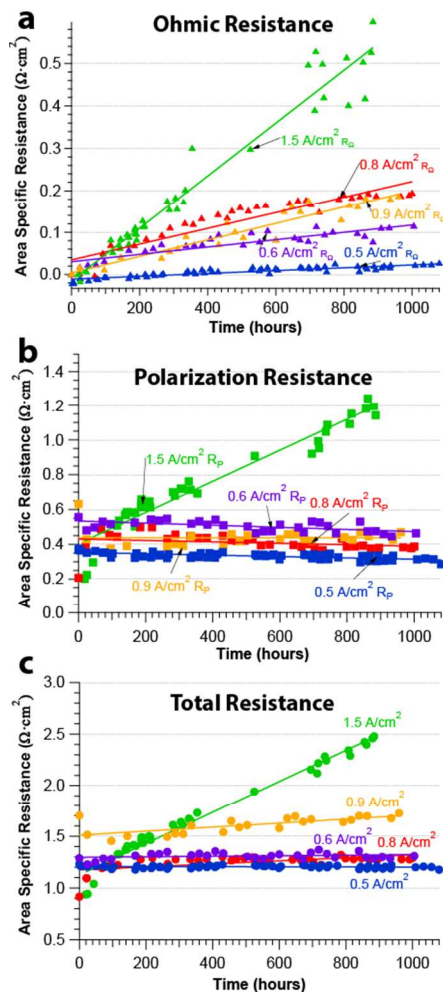 a
Ohmic Resistance
Area Specific Resistance (Ω·cm²)
0.5
0.4
0.3
0.2
0.1
0.0
1.5 A/cm² RΩ
0.8 A/cm² RΩ
0.9 A/cm² RΩ
0.6 A/cm² RΩ
0.5 A/cm² RΩ
0 200 400 600 800 1000
Time (hours)
b
Polarization Resistance
Area Specific Resistance (Ω·cm²)
1.4
1.2
1.0
0.8
0.6
0.4
0.2
0.0
1.5 A/cm² RP
0.6 A/cm² RP
0.8 A/cm² RP
0.9 A/cm² RP
0.5 A/cm² RP
0 200 400 600 800 1000
Time (hours)
c
Total Resistance
Area Specific Resistance (Ω·cm²)
3.0
2.5
2.0
1.5
1.0
0.5
1.5 A/cm²
0.9 A/cm²
0.6 A/cm²
0.8 A/cm²
0.5 A/cm²
0 200 400 600 800 1000
Time (hours)